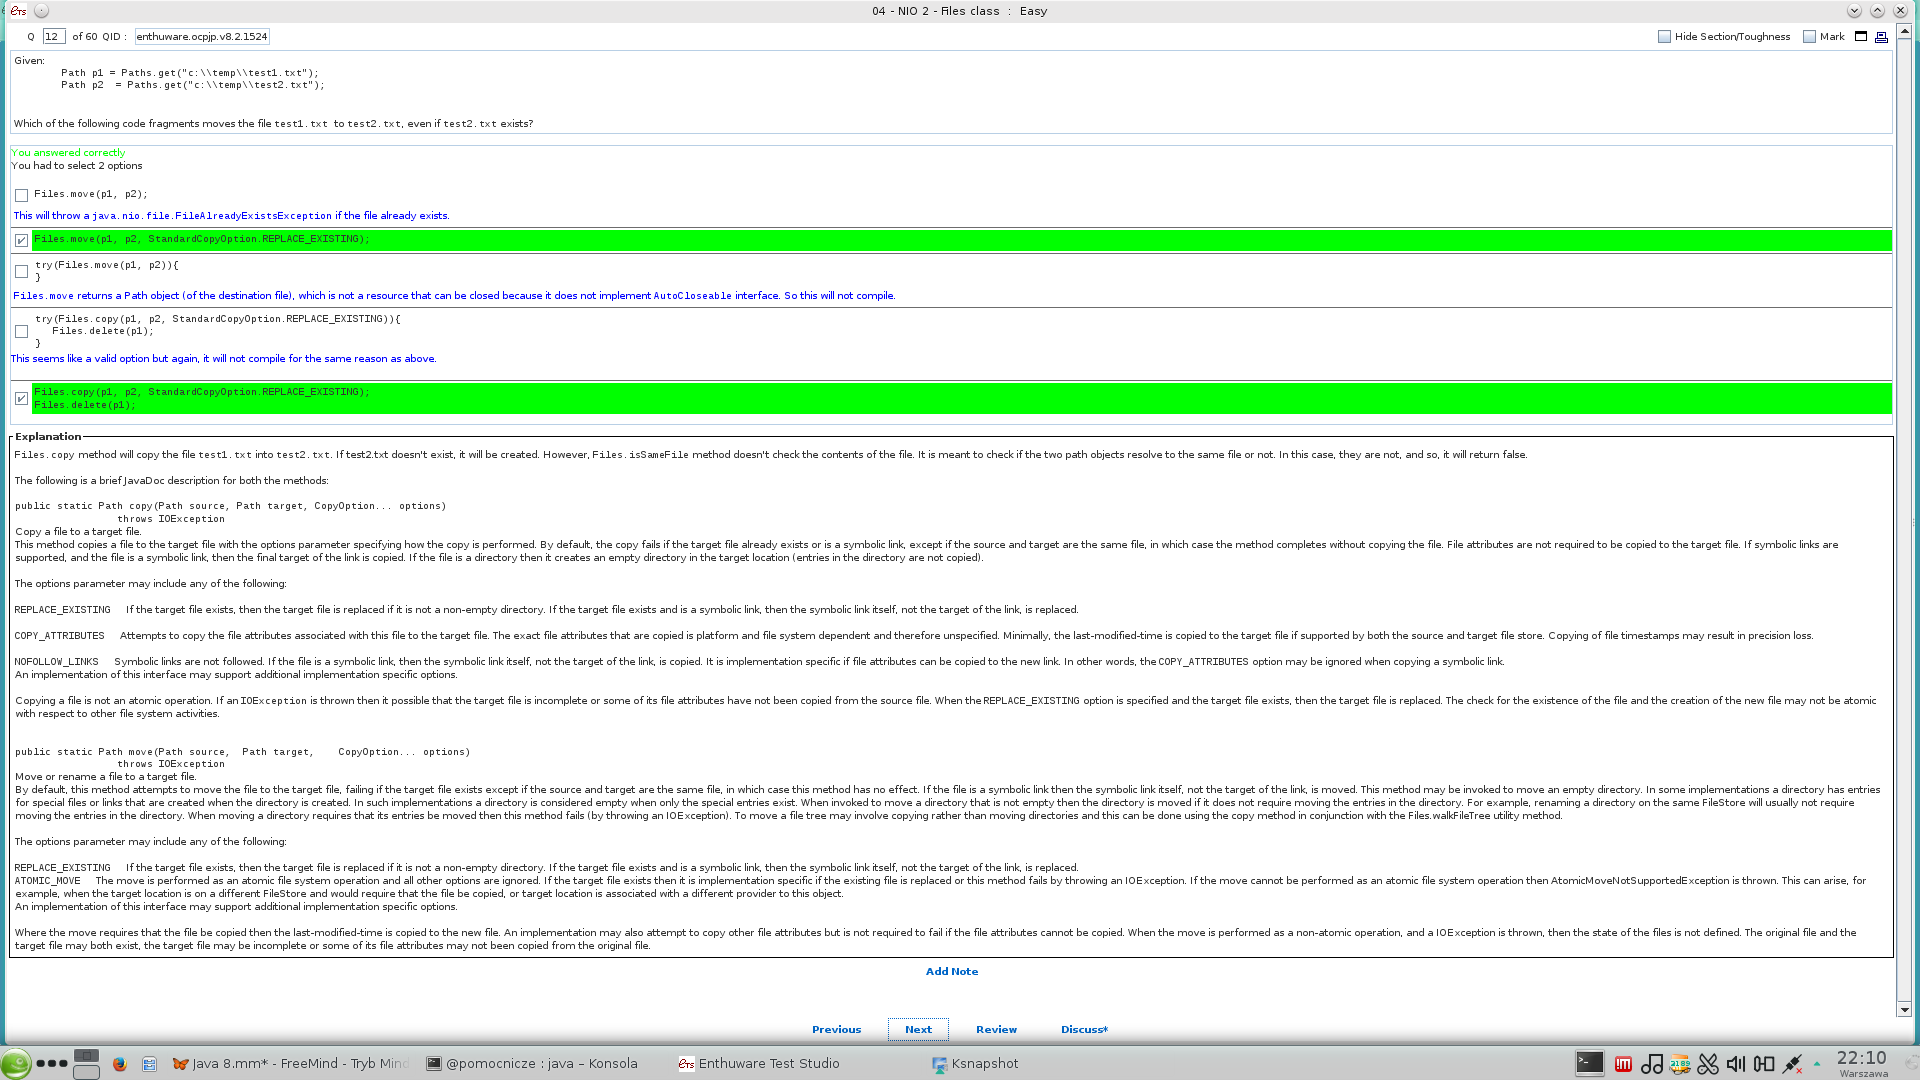 04 - NIO 2 - Files class : Easy
Q 12 of 60 QID : enthuware.ocpjp.v8.2.1524 Hide Section/Toughness Mark
Given:
Path p1 = Paths.get("c:\\temp\\test1.txt");
Path p2 = Paths.get("c:\\temp\\test2.txt");
Which of the following code fragments moves the file test1.txt to test2.txt, even if test2.txt exists?
You answered correctly
You had to select 2 options
Files.move(p1, p2);
This will throw a java.nio.file.FileAlreadyExistsException if the file already exists.
Files.move(p1, p2, StandardCopyOption.REPLACE_EXISTING);
try(Files.move(p1, p2)){
}
Files.move returns a Path object (of the destination file), which is not a resource that can be closed because it does not implement AutoCloseable interface. So this will not compile.
try(Files.copy(p1, p2, StandardCopyOption.REPLACE_EXISTING)){
Files.delete(p1);
}
This seems like a valid option but again, it will not compile for the same reason as above.
Files.copy(p1, p2, StandardCopyOption.REPLACE_EXISTING);
Files.delete(p1);
Explanation
Files.copy method will copy the file test1.txt into test2.txt. If test2.txt doesn't exist, it will be created. However, Files.isSameFile method doesn't check the contents of the file. It is meant to check if the two path objects resolve to the same file or not. In this case, they are not, and so, it will return false.
The following is a brief JavaDoc description for both the methods:
public static Path copy(Path source, Path target, CopyOption... options)
throws IOException
Copy a file to a target file.
This method copies a file to the target file with the options parameter specifying how the copy is performed. By default, the copy fails if the target file already exists or is a symbolic link, except if the source and target are the same file, in which case the method completes without copying the file. File attributes are not required to be copied to the target file. If symbolic links are
supported, and the file is a symbolic link, then the final target of the link is copied. If the file is a directory then it creates an empty directory in the target location (entries in the directory are not copied).
The options parameter may include any of the following:
REPLACE_EXISTING If the target file exists, then the target file is replaced if it is not a non-empty directory. If the target file exists and is a symbolic link, then the symbolic link itself, not the target of the link, is replaced.
COPY_ATTRIBUTES Attempts to copy the file attributes associated with this file to the target file. The exact file attributes that are copied is platform and file system dependent and therefore unspecified. Minimally, the last-modified-time is copied to the target file if supported by both the source and target file store. Copying of file timestamps may result in precision loss.
NOFOLLOW_LINKS Symbolic links are not followed. If the file is a symbolic link, then the symbolic link itself, not the target of the link, is copied. It is implementation specific if file attributes can be copied to the new link. In other words, the COPY_ATTRIBUTES option may be ignored when copying a symbolic link.
An implementation of this interface may support additional implementation specific options.
Copying a file is not an atomic operation. If an IOException is thrown then it possible that the target file is incomplete or some of its file attributes have not been copied from the source file. When the REPLACE_EXISTING option is specified and the target file exists, then the target file is replaced. The check for the existence of the file and the creation of the new file may not be atomic
with respect to other file system activities.
public static Path move(Path source, Path target, CopyOption... options)
throws IOException
Move or rename a file to a target file.
By default, this method attempts to move the file to the target file, failing if the target file exists except if the source and target are the same file, in which case this method has no effect. If the file is a symbolic link then the symbolic link itself, not the target of the link, is moved. This method may be invoked to move an empty directory. In some implementations a directory has entries
for special files or links that are created when the directory is created. In such implementations a directory is considered empty when only the special entries exist. When invoked to move a directory that is not empty then the directory is moved if it does not require moving the entries in the directory. For example, renaming a directory on the same FileStore will usually not require
moving the entries in the directory. When moving a directory requires that its entries be moved then this method fails (by throwing an IOException). To move a file tree may involve copying rather than moving directories and this can be done using the copy method in conjunction with the Files.walkFileTree utility method.
The options parameter may include any of the following:
REPLACE_EXISTING If the target file exists, then the target file is replaced if it is not a non-empty directory. If the target file exists and is a symbolic link, then the symbolic link itself, not the target of the link, is replaced.
ATOMIC_MOVE The move is performed as an atomic file system operation and all other options are ignored. If the target file exists then it is implementation specific if the existing file is replaced or this method fails by throwing an IOException. If the move cannot be performed as an atomic file system operation then AtomicMoveNotSupportedException is thrown. This can arise, for
example, when the target location is on a different FileStore and would require that the file be copied, or target location is associated with a different provider to this object.
An implementation of this interface may support additional implementation specific options.
Where the move requires that the file be copied then the last-modified-time is copied to the new file. An implementation may also attempt to copy other file attributes but is not required to fail if the file attributes cannot be copied. When the move is performed as a non-atomic operation, and a IOException is thrown, then the state of the files is not defined. The original file and the
target file may both exist, the target file may be incomplete or some of its file attributes may not been copied from the original file.
Add Note
Previous Next Review Discuss*
Java 8.mm* - FreeMind - Tryb Mind @pomocnicze : java – Konsola Enthuware Test Studio Ksnapshot 22:10
Warszawa